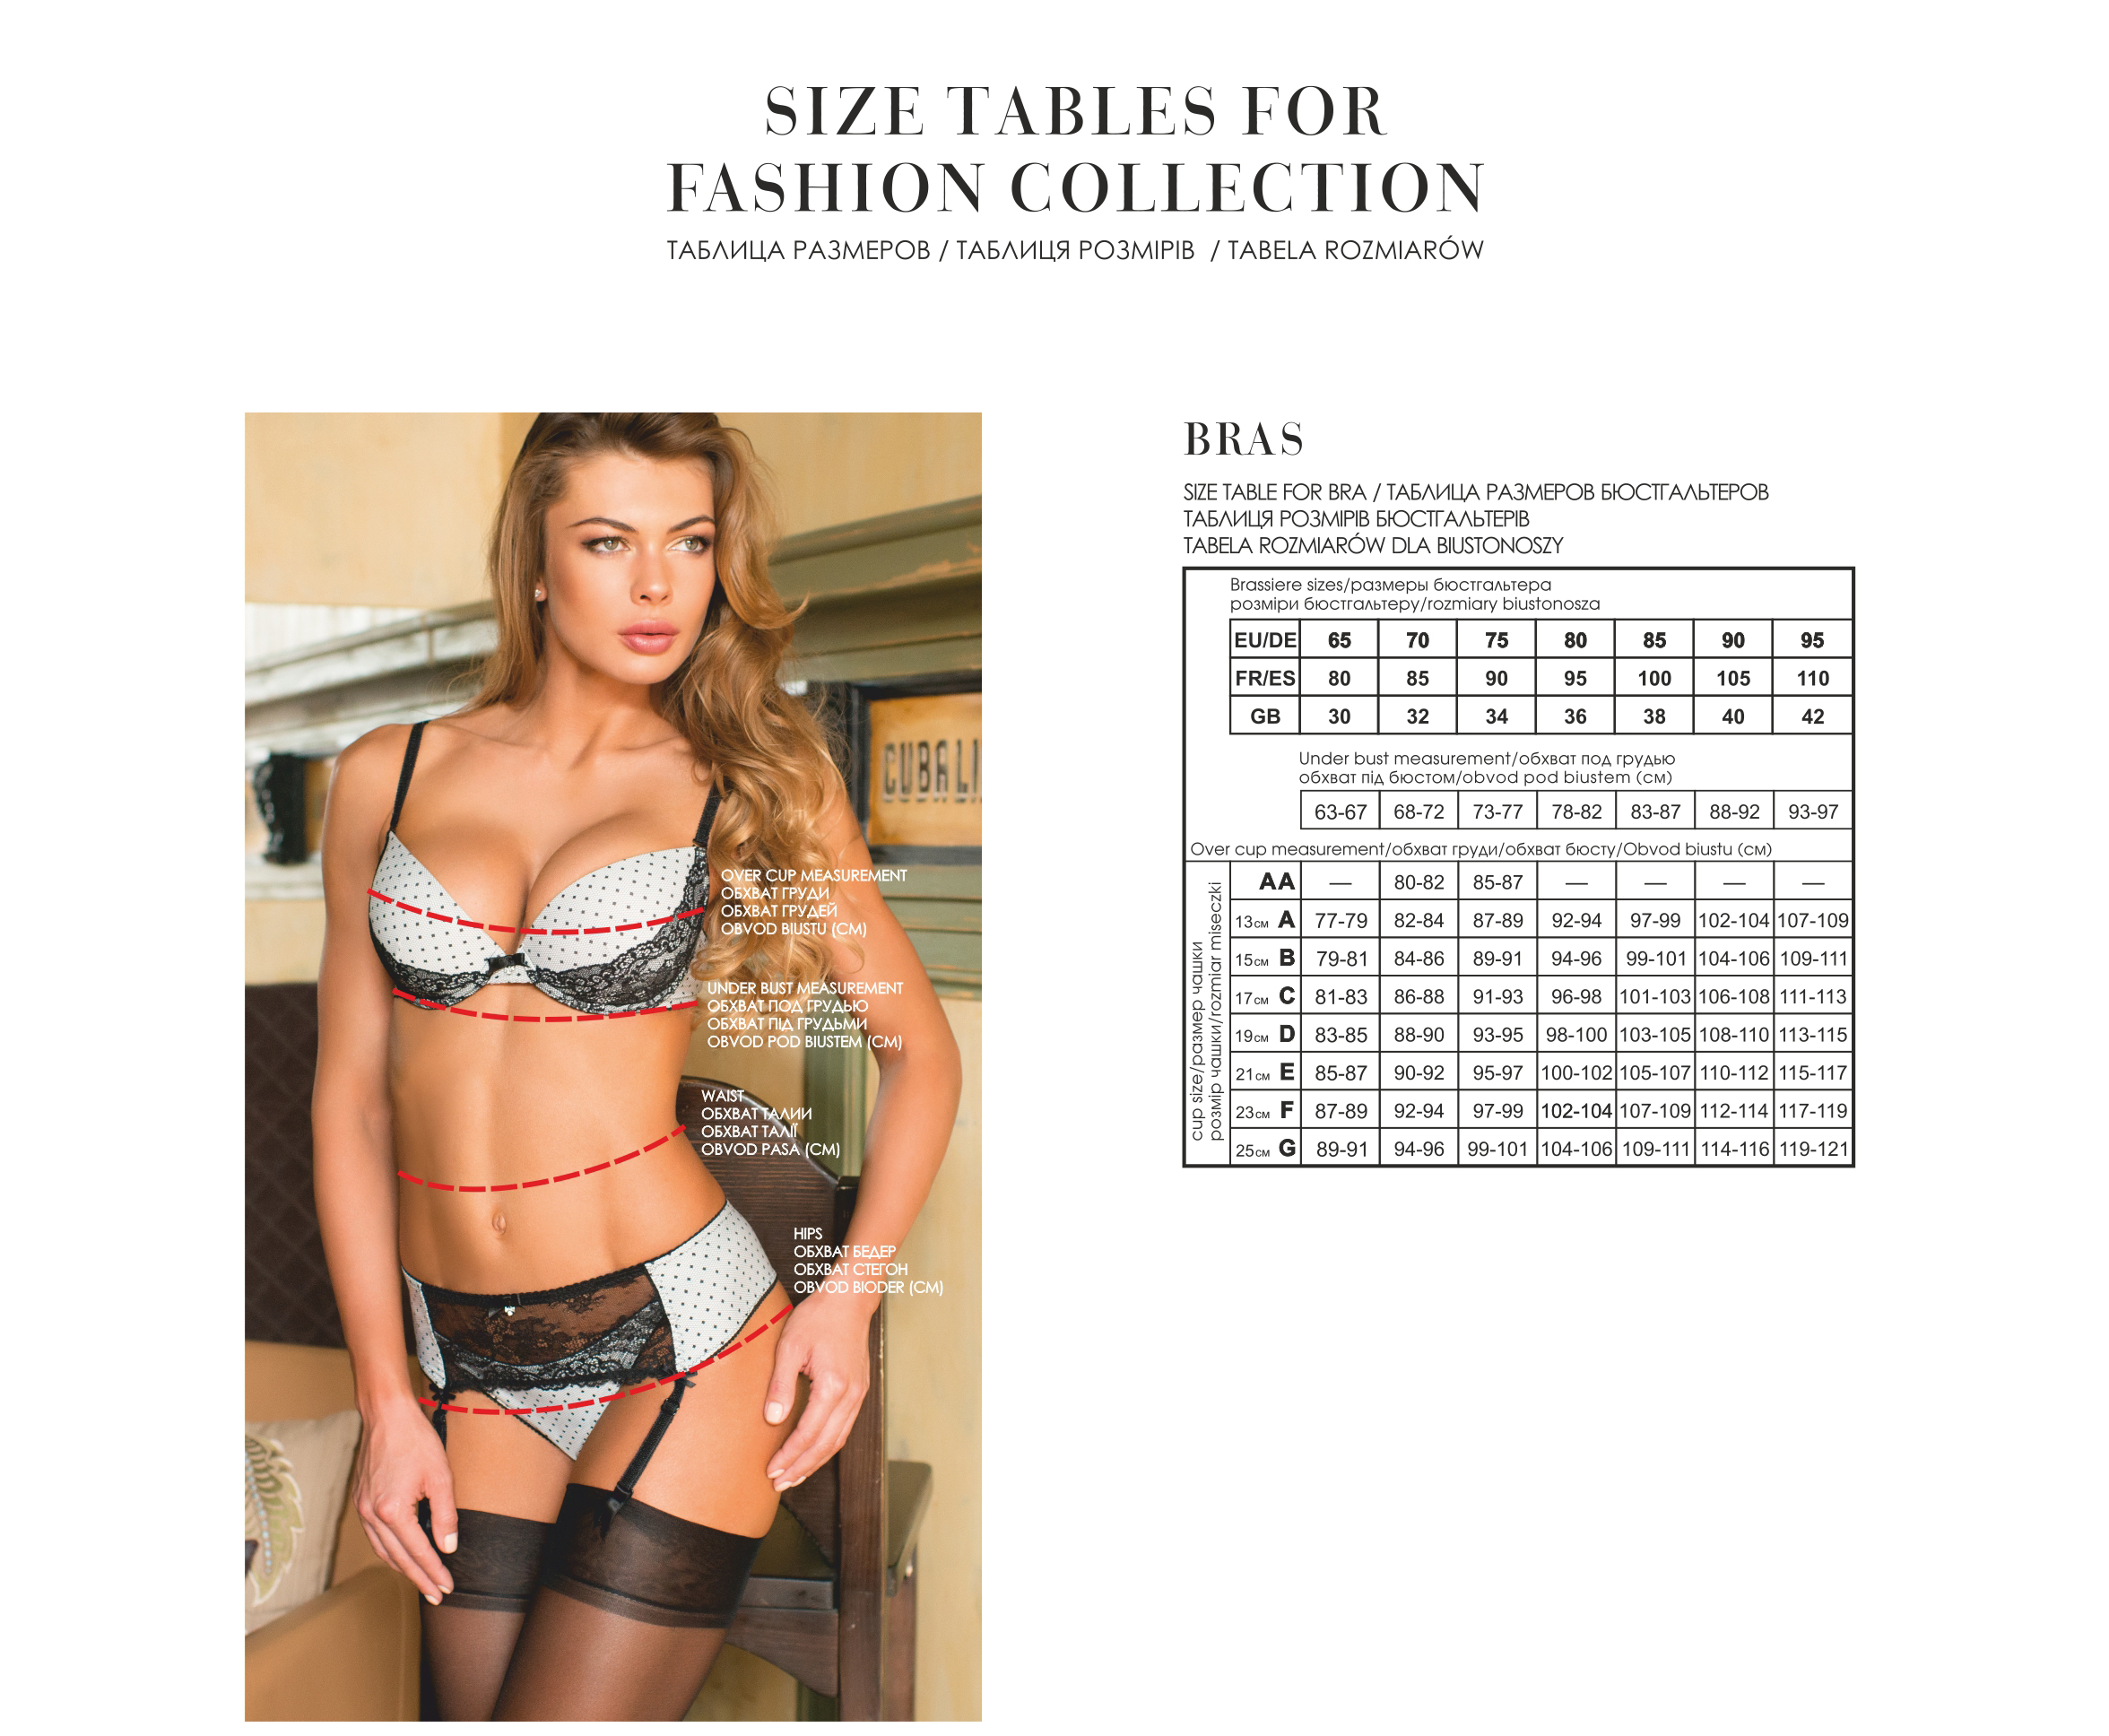 SIZE TABLES FOR
FASHION COLLECTION
ТАБЛИЦА РАЗМЕРОВ / ТАБЛИЦЯ РОЗМІРІВ / TABELA ROZMIARÓW
CUBA LI
OVER CUP MEASUREMENT
ОБХВАТ ГРУДИ
ОБХВАТ ГРУДЕЙ
OBVOD BIUSTU (CM)
UNDER BUST MEASUREMENT
ОБХВАТ ПОД ГРУДЬЮ
ОБХВАТ ПІД ГРУДЬМИ
OBVOD POD BIUSTEM (CM)
WAIST
ОБХВАТ ТАЛИИ
ОБХВАТ ТАЛІЇ
OBVOD PASA (CM)
HIPS
ОБХВАТ БЕДЕР
ОБХВАТ СТЕГОН
OBVOD BIODER (CM)
BRAS
SIZE TABLE FOR BRA / ТАБЛИЦА РАЗМЕРОВ БЮСТГАЛЬТЕРОВ
ТАБЛИЦЯ РОЗМІРІВ БЮСТГАЛЬТЕРІВ
TABELA ROZMIARÓW DLA BIUSTONOSZY
Brassiere sizes/размеры бюстгальтера
розміри бюстгальтеру/rozmiary biustonosza
EU/DE 65 70 75 80 85 90 95
FR/ES 80 85 90 95 100 105 110
GB 30 32 34 36 38 40 42
Under bust measurement/обхват под грудью
обхват під бюстом/obvod pod biustem (см)
63-67 68-72 73-77 78-82 83-87 88-92 93-97
Over cup measurement/обхват груди/обхват бюсту/Obvod biustu (см)
cup size/размер чашки
розмір чашки/rozmiar miseczki
AA — 80-82 85-87 — — — —
13см A 77-79 82-84 87-89 92-94 97-99 102-104 107-109
15см B 79-81 84-86 89-91 94-96 99-101 104-106 109-111
17см C 81-83 86-88 91-93 96-98 101-103 106-108 111-113
19см D 83-85 88-90 93-95 98-100 103-105 108-110 113-115
21см E 85-87 90-92 95-97 100-102 105-107 110-112 115-117
23см F 87-89 92-94 97-99 102-104 107-109 112-114 117-119
25см G 89-91 94-96 99-101 104-106 109-111 114-116 119-121